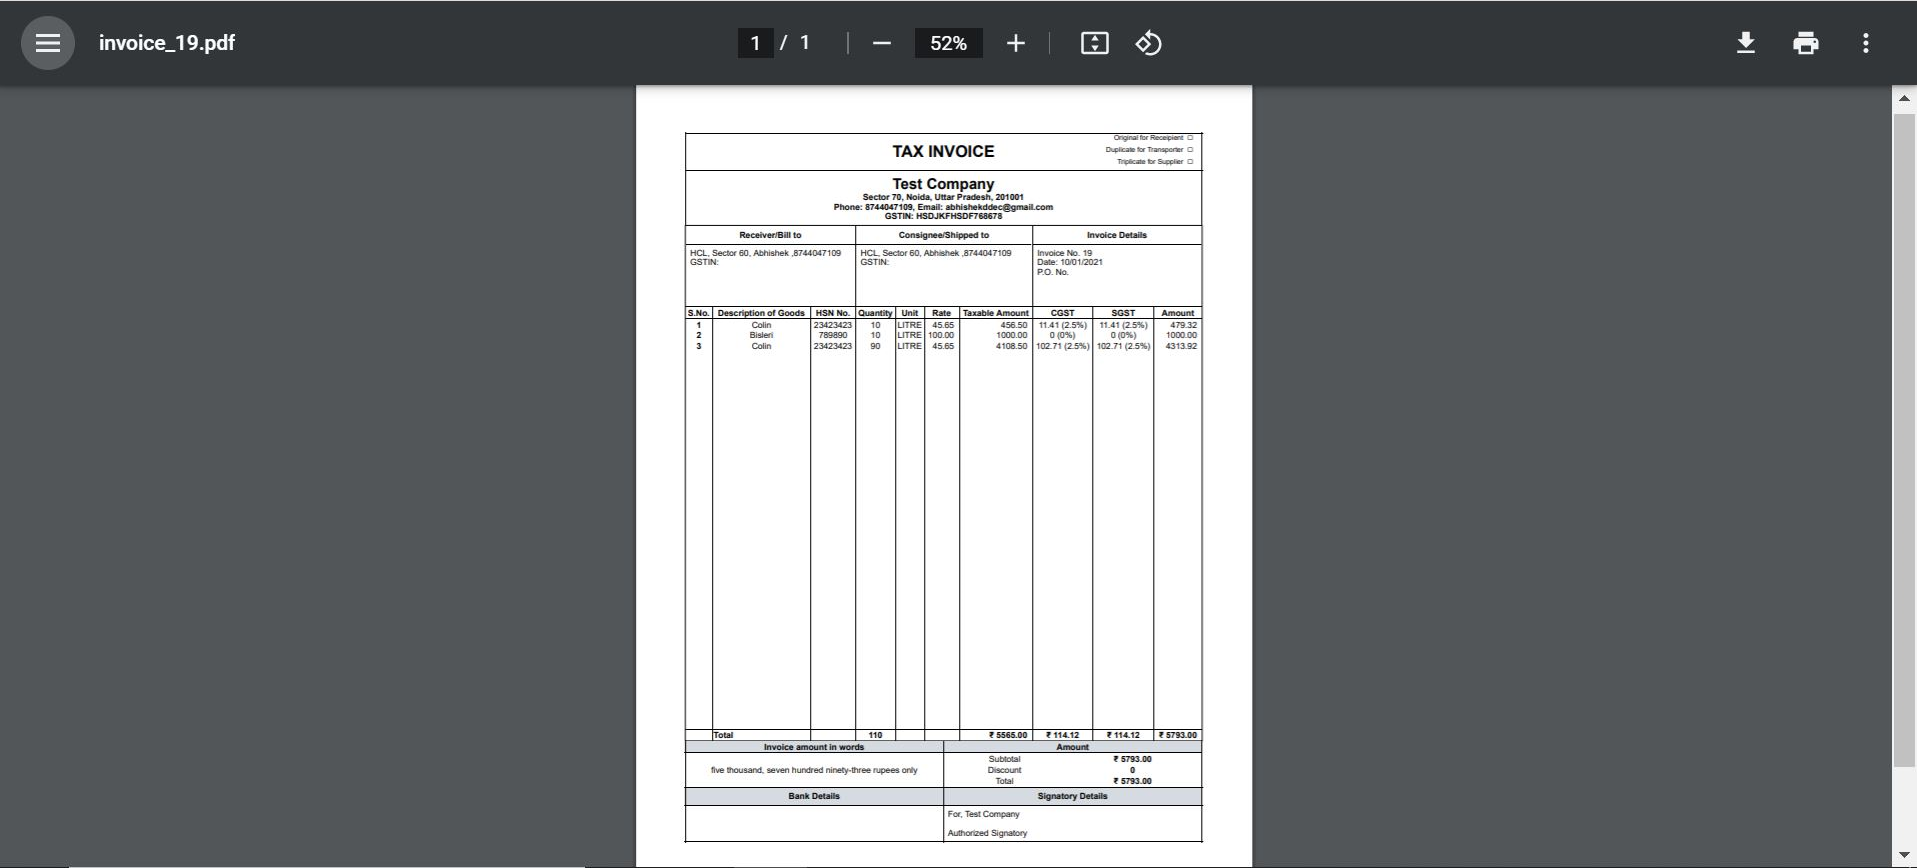 invoice_19.pdf
1 / 1
52%
Original for Receipient
TAX INVOICE
Duplicate for Transporter
Triplicate for Supplier
Test Company
Sector 70, Noida, Uttar Pradesh, 201001
Phone: 8744047109, Email: abhishekddec@gmail.com
GSTIN: HSDJKFHSDF768678
Receiver/Bill to Consignee/Shipped to Invoice Details
HCL, Sector 60, Abhishek ,8744047109 HCL, Sector 60, Abhishek ,8744047109 Invoice No. 19
GSTIN: GSTIN: Date: 10/01/2021
P.O. No.
S.No. Description of Goods HSN No. Quantity Unit Rate Taxable Amount CGST SGST Amount
1 Colin 23423423 10 LITRE 45.65 456.50 11.41 (2.5%) 11.41 (2.5%) 479.32
2 Bisleri 789890 10 LITRE 100.00 1000.00 0 (0%) 0 (0%) 1000.00
3 Colin 23423423 90 LITRE 45.65 4108.50 102.71 (2.5%) 102.71 (2.5%) 4313.92
Total 110 ₹ 5565.00 ₹ 114.12 ₹ 114.12 ₹ 5793.00
Invoice amount in words Amount
Subtotal ₹ 5793.00
five thousand, seven hundred ninety-three rupees only Discount 0
Total ₹ 5793.00
Bank Details Signatory Details
For, Test Company
Authorized Signatory